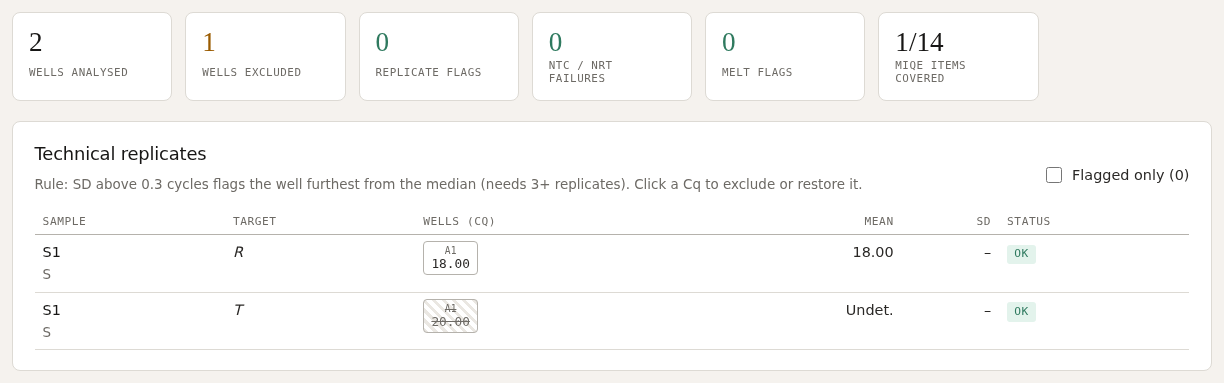 2
WELLS ANALYSED
1
WELLS EXCLUDED
0
REPLICATE FLAGS
0
NTC / NRT
FAILURES
0
MELT FLAGS
1/14
MIQE ITEMS
COVERED
Technical replicates
Rule: SD above 0.3 cycles flags the well furthest from the median (needs 3+ replicates). Click a Cq to exclude or restore it.
Flagged only (0)
SAMPLE TARGET WELLS (CQ) MEAN SD STATUS
S1 R A1 18.00 18.00 – OK
S
S1 T A1 20.00 Undet. – OK
S